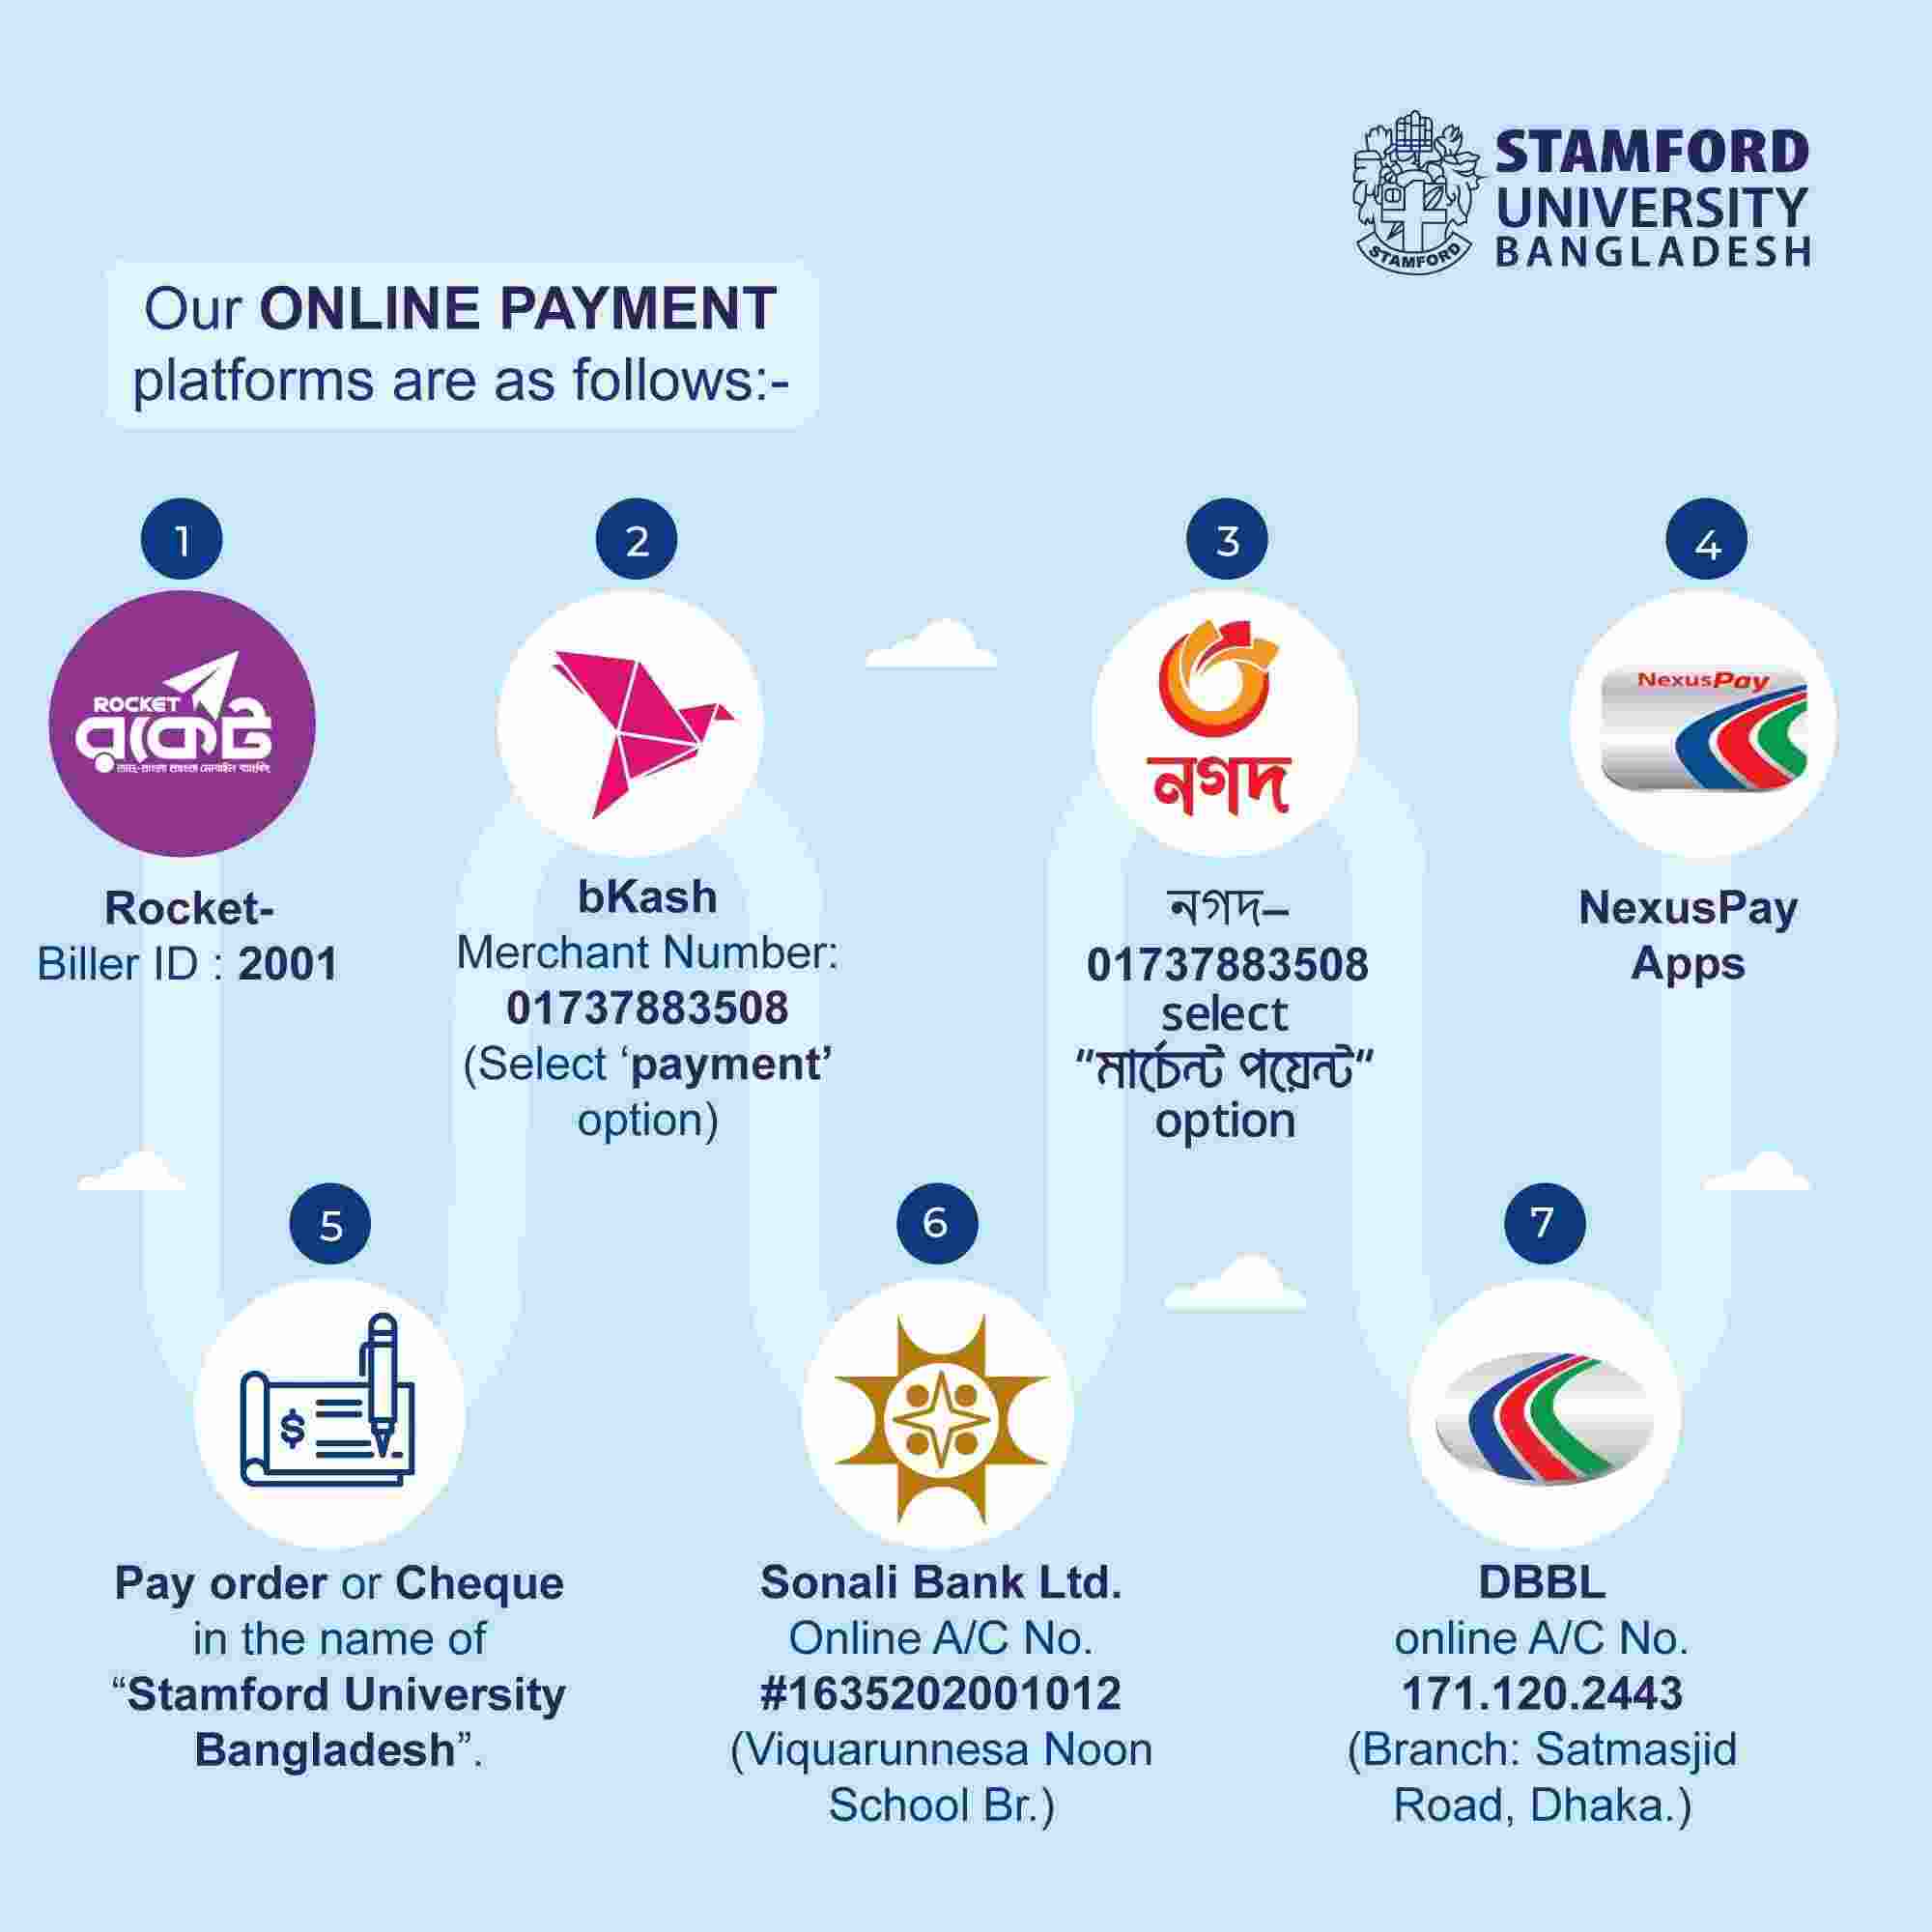 STAMFORD
UNIVERSITY
BANGLADESH
STAMFORD
Our ONLINE PAYMENT
platforms are as follows:-
1
ROCKET
রকেট
ডাচ্-বাংলা ব্যাংক মোবাইল ব্যাংকিং
Rocket-
Biller ID : 2001
2
bKash
Merchant Number:
01737883508
(Select ‘payment’
option)
3
নগদ
নগদ–
01737883508
select
“মার্চেন্ট পয়েন্ট”
option
4
NexusPay
NexusPay
Apps
5
$
Pay order or Cheque
in the name of
“Stamford University
Bangladesh”.
6
Sonali Bank Ltd.
Online A/C No.
#1635202001012
(Viquarunnesa Noon
School Br.)
7
DBBL
online A/C No.
171.120.2443
(Branch: Satmasjid
Road, Dhaka.)